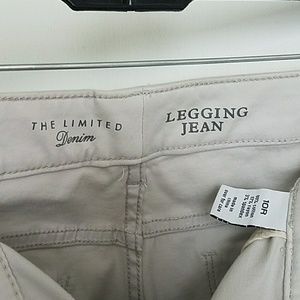 THE LIMITED
Denim
LEGGING
JEAN
10R